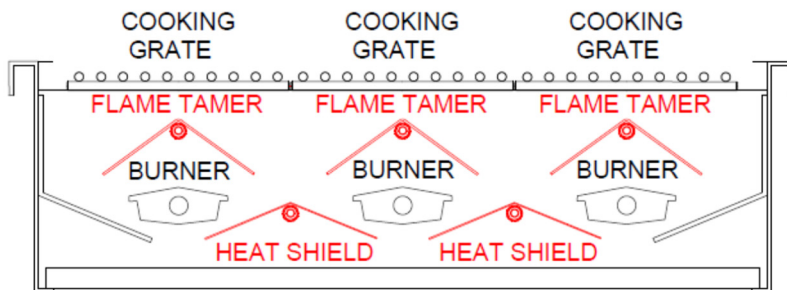 COOKING
GRATE
COOKING
GRATE
COOKING
GRATE
FLAME TAMER
FLAME TAMER
FLAME TAMER
BURNER
BURNER
BURNER
HEAT SHIELD
HEAT SHIELD